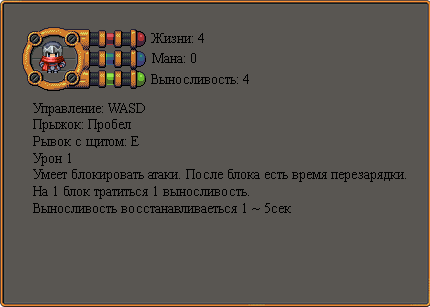 Жизни: 4
Мана: 0
Выносливость: 4
Управление: WASD
Прыжок: Пробел
Рывок с щитом: E
Урон 1
Умеет блокировать атаки. После блока есть время перезарядки.
На 1 блок тратиться 1 выносливость.
Выносливость восстанавливаеться 1 ~ 5сек